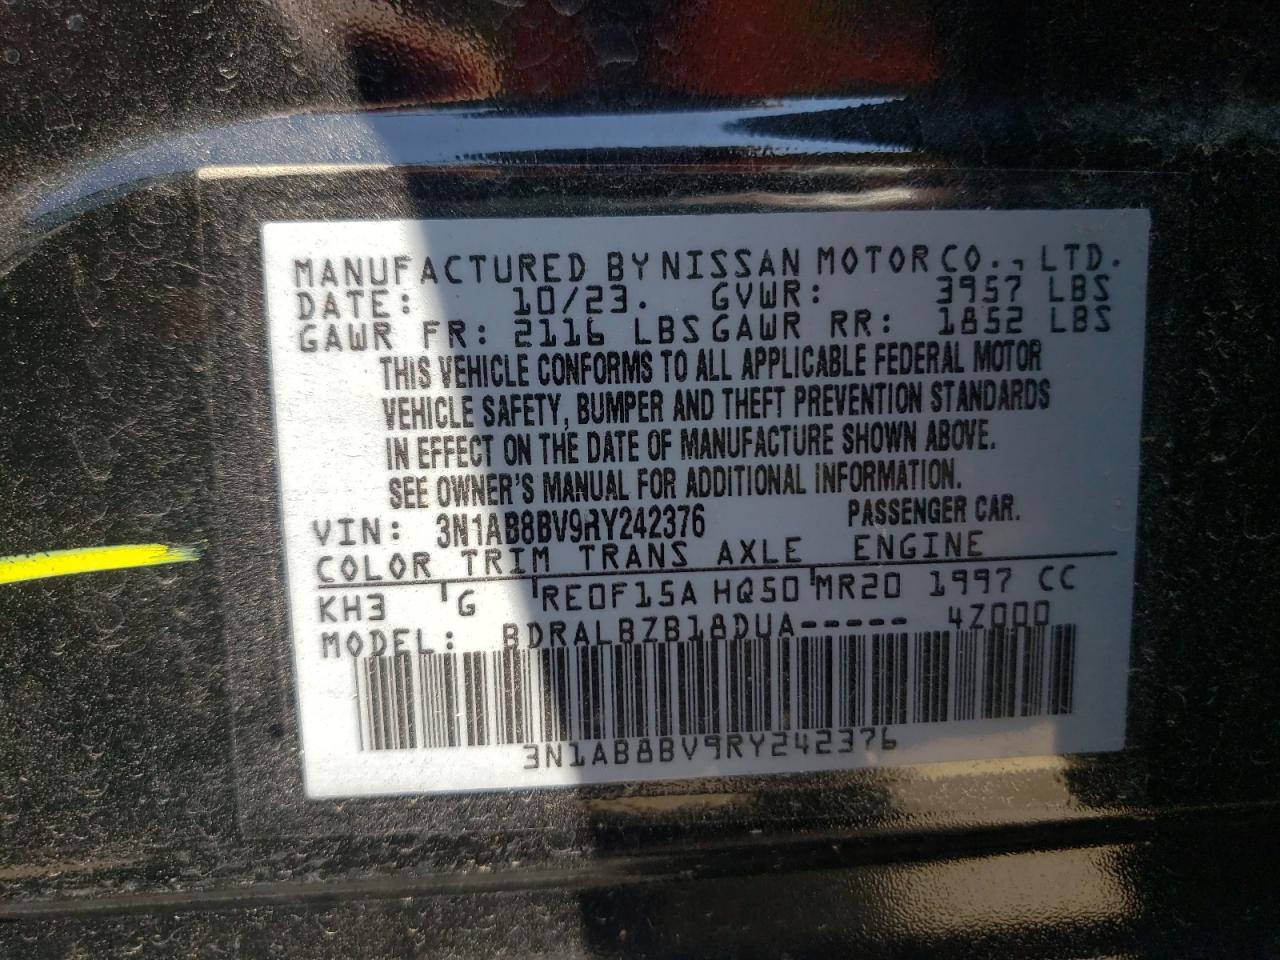 MANUFACTURED BY NISSAN MOTOR CO., LTD.
DATE: 10/23. GVWR: 3957 LBS
GAWR FR: 2116 LBS GAWR RR: 1852 LBS
THIS VEHICLE CONFORMS TO ALL APPLICABLE FEDERAL MOTOR
VEHICLE SAFETY, BUMPER AND THEFT PREVENTION STANDARDS
IN EFFECT ON THE DATE OF MANUFACTURE SHOWN ABOVE.
SEE OWNER'S MANUAL FOR ADDITIONAL INFORMATION.
VIN: 3N1AB8BV9RY242376 PASSENGER CAR.
COLOR TRIM TRANS AXLE ENGINE
KH3 G RE0F15A HQ50 MR20 1997 CC
MODEL: BDRALBZB18DUA----- 4Z000
3N1AB8BV9RY242376